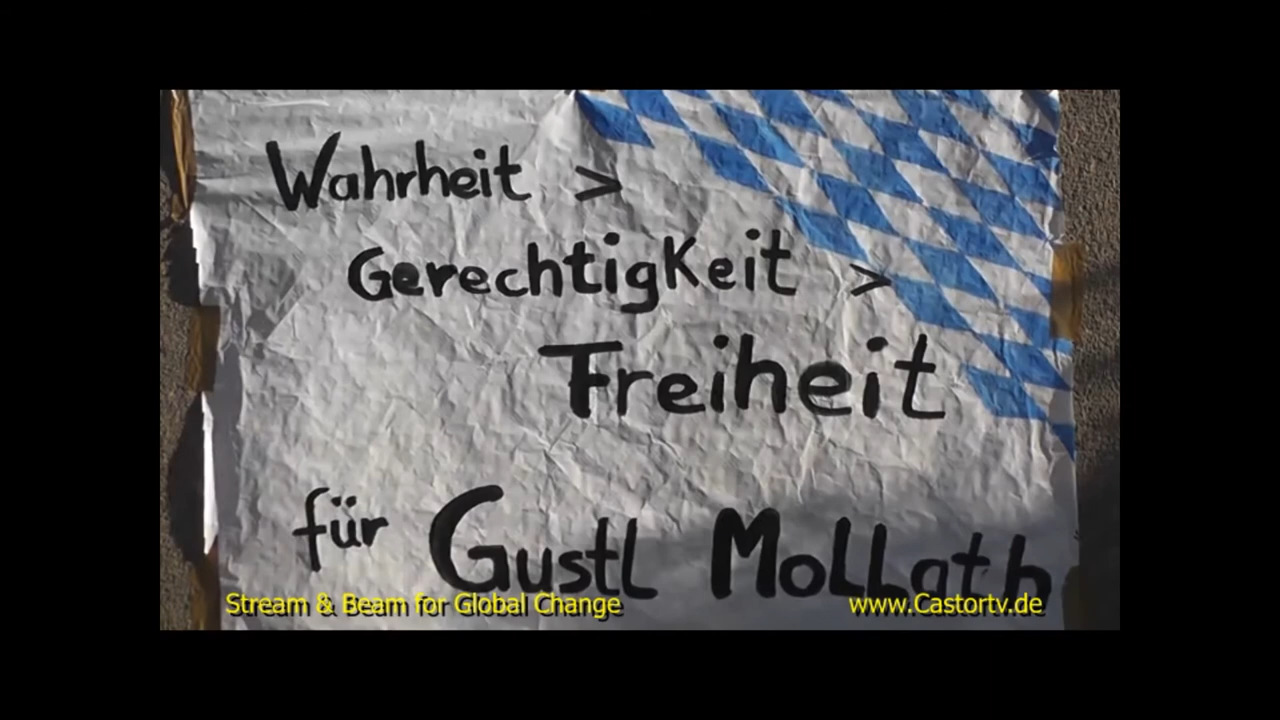 Wahrheit >
Gerechtigkeit >
Freiheit
für Gustl Mollath
Stream & Beam for Global Change www.Castortv.de